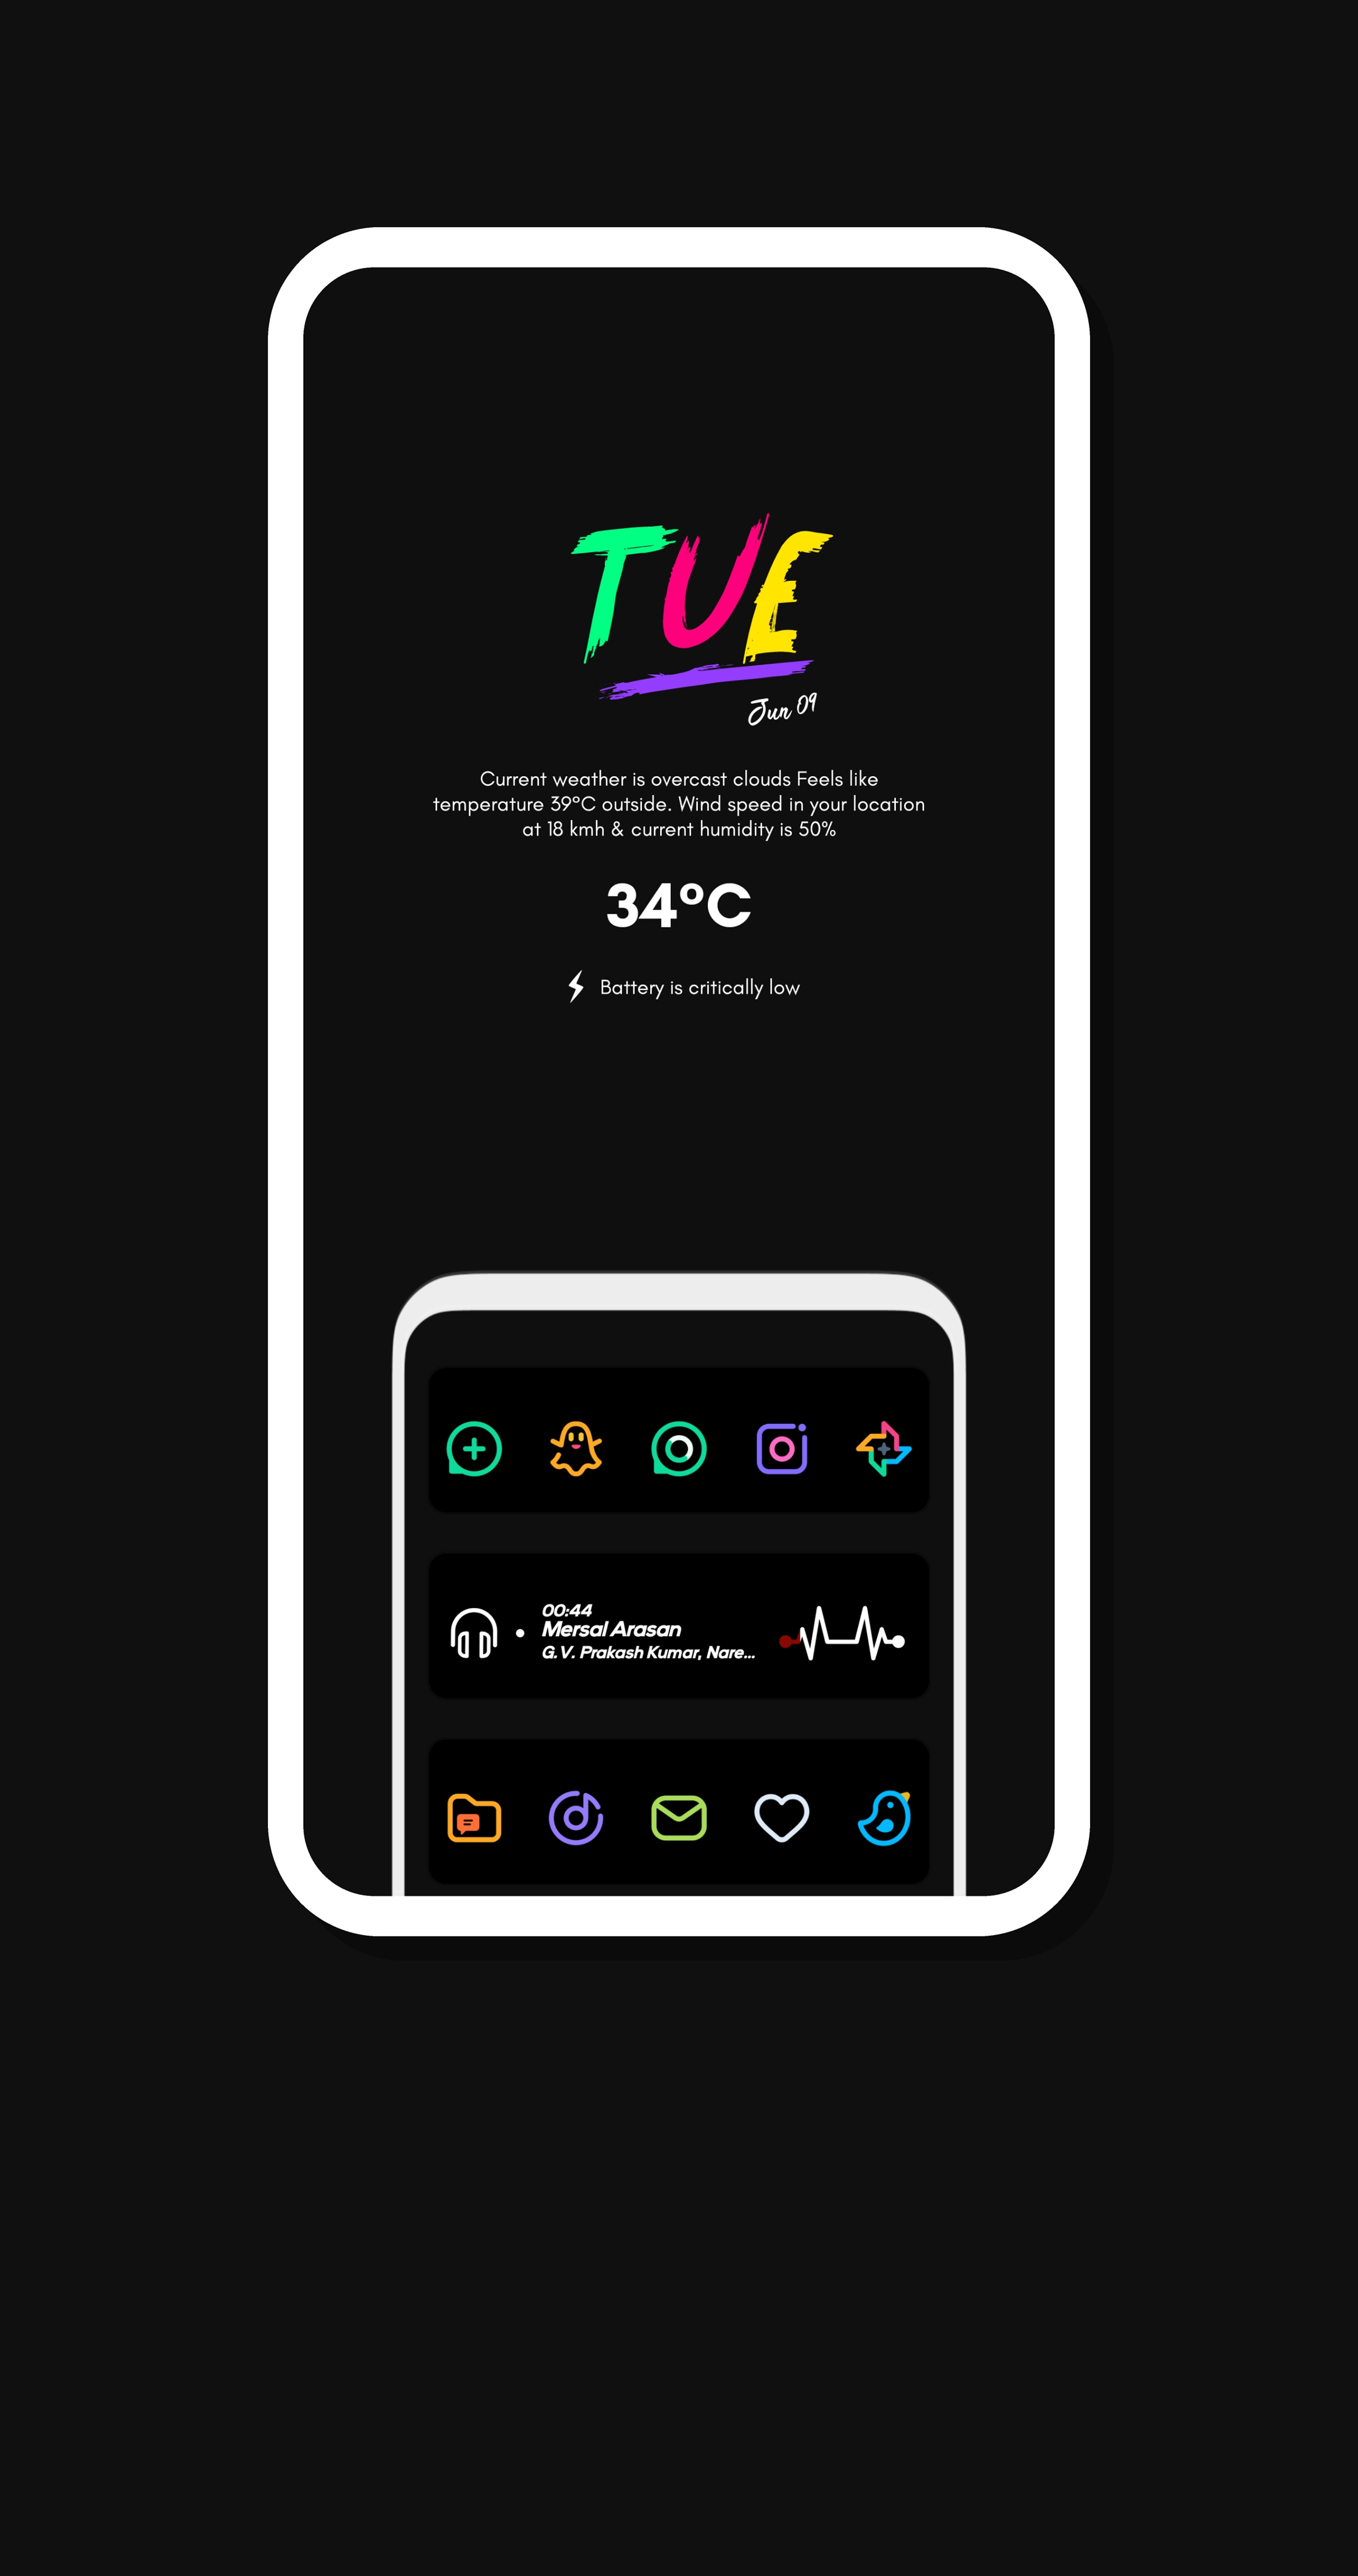 TUE
Jun 09
Current weather is overcast clouds Feels like
temperature 39°C outside. Wind speed in your location
at 18 kmh & current humidity is 50%
34°C
Battery is critically low
00:44
Mersal Arasan
G.V. Prakash Kumar, Nare...